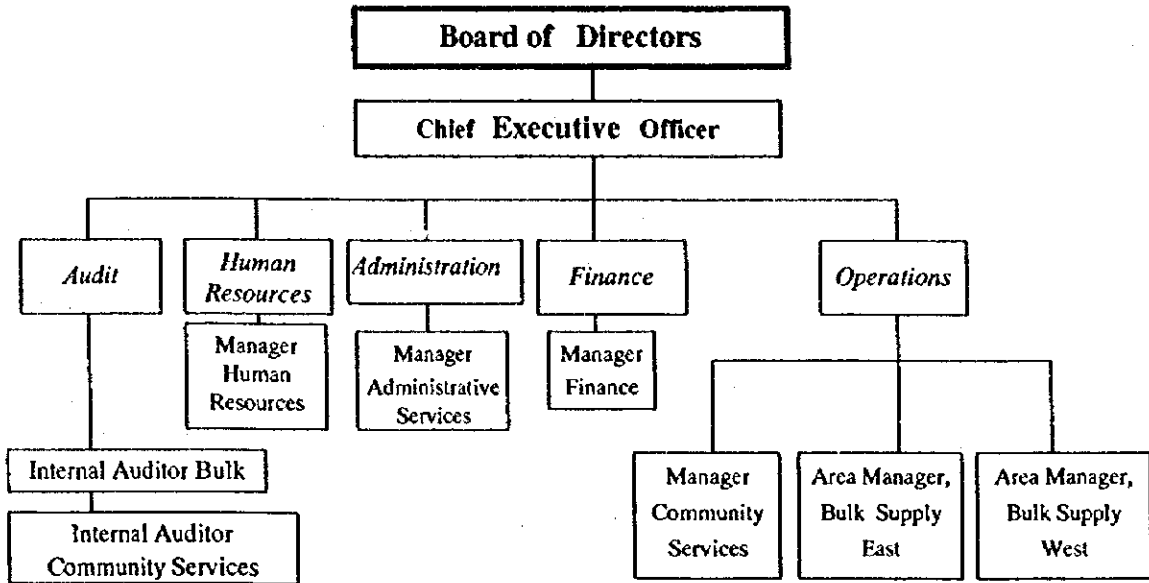 Board of Directors
Chief Executive Officer
Audit
Human
Resources
Administration
Finance
Operations
Manager
Human
Resources
Manager
Administrative
Services
Manager
Finance
Internal Auditor Bulk
Internal Auditor
Community Services
Manager
Community
Services
Area Manager,
Bulk Supply
East
Area Manager,
Bulk Supply
West